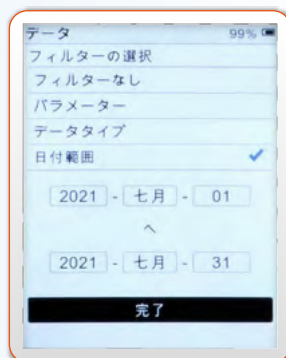 データ 99%
フィルターの選択
フィルターなし
パラメーター
データタイプ
日付範囲
2021 - 七月 - 01
へ
2021 - 七月 - 31
完了